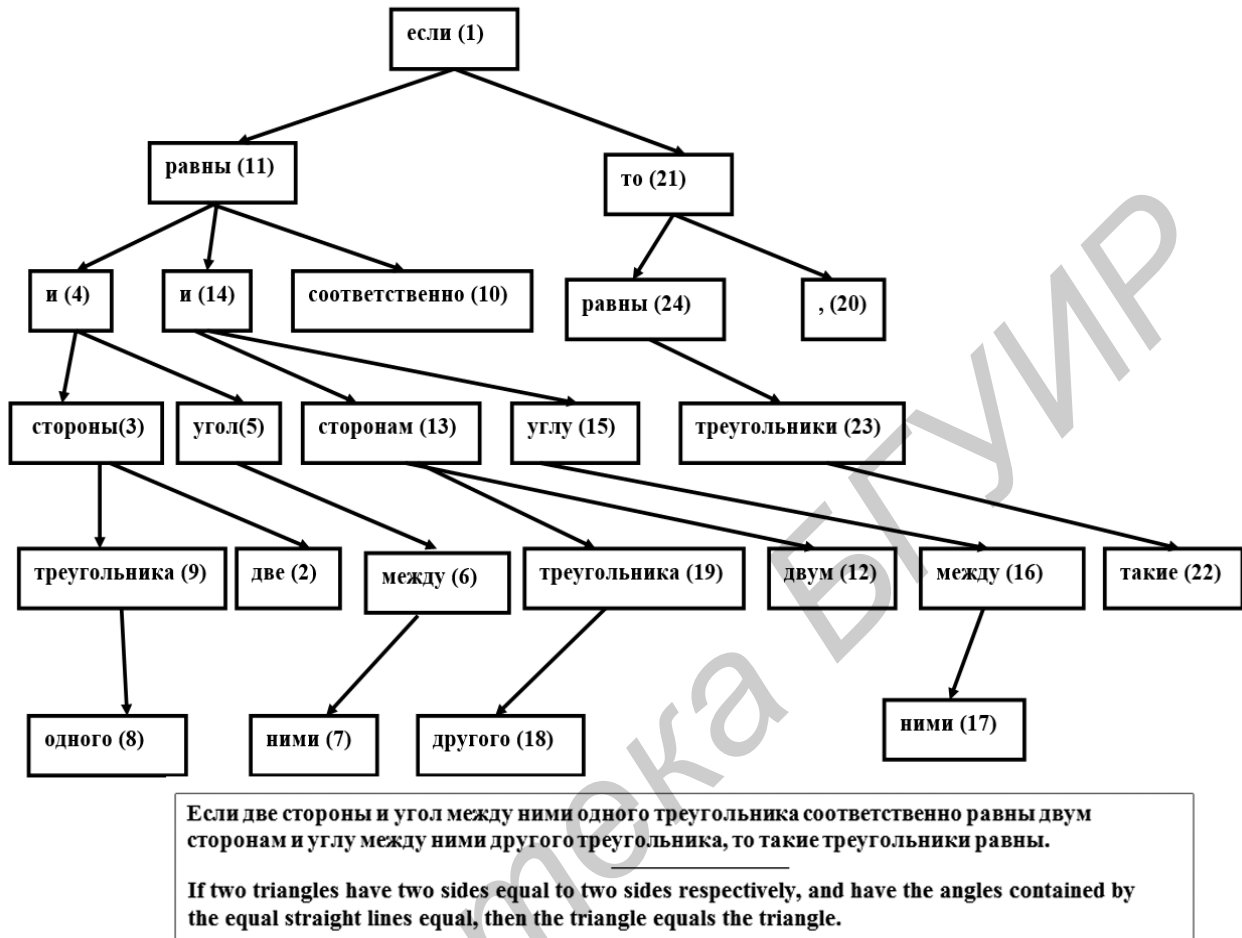 если (1)
равны (11)
то (21)
и (4)
и (14)
соответственно (10)
равны (24)
, (20)
стороны(3)
угол(5)
сторонам (13)
углу (15)
треугольники (23)
треугольника (9)
две (2)
между (6)
треугольника (19)
двум (12)
между (16)
такие (22)
одного (8)
ними (7)
другого (18)
ними (17)
Если две стороны и угол между ними одного треугольника соответственно равны двум
сторонам и углу между ними другого треугольника, то такие треугольники равны.
If two triangles have two sides equal to two sides respectively, and have the angles contained by
the equal straight lines equal, then the triangle equals the triangle.
тека БГУИР